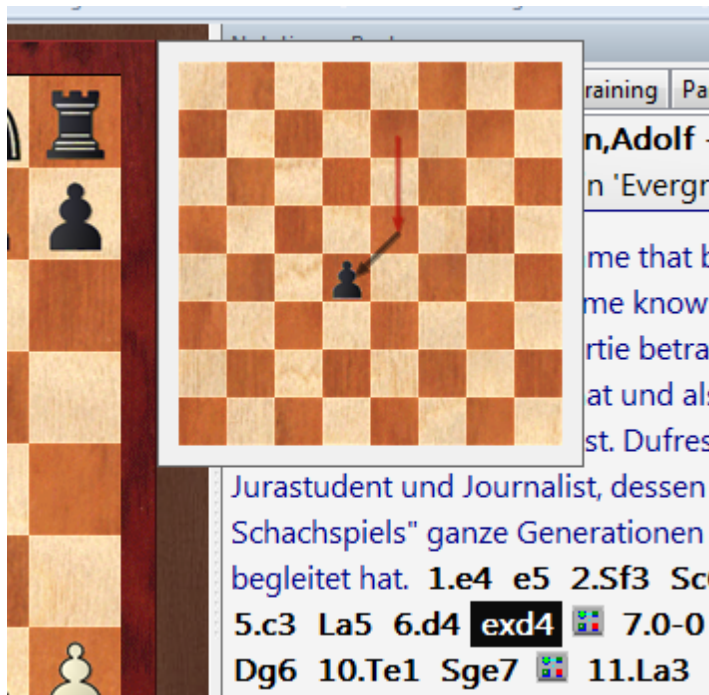 raining Pa
n,Adolf -
n 'Evergr
me that b
me know
rtie betra
at und als
st. Dufres
Jurastudent und Journalist, dessen
Schachspiels" ganze Generationen
begleitet hat. 1.e4 e5 2.Sf3 Sc
5.c3 La5 6.d4 exd4 7.0-0
Dg6 10.Te1 Sge7 11.La3